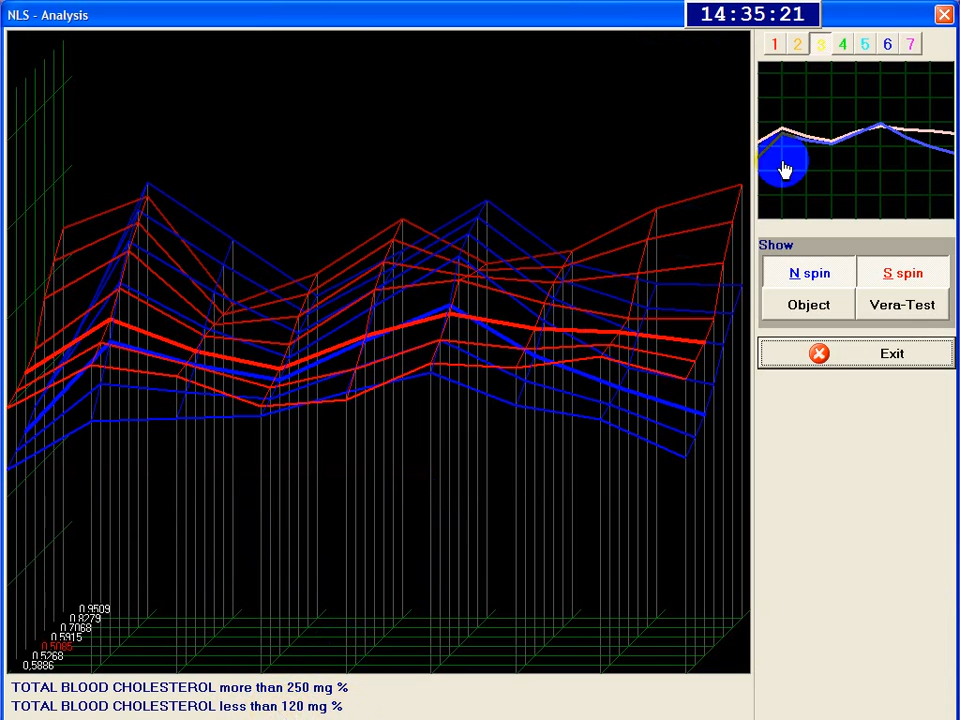 NLS - Analysis
14:35:21
1 2 3 4 5 6 7
Show
N spin
S spin
Object
Vera-Test
Exit
0,9509
0,8279
0,7068
0,5915
0,5085
0,5268
0,5886
TOTAL BLOOD CHOLESTEROL more than 250 mg %
TOTAL BLOOD CHOLESTEROL less than 120 mg %